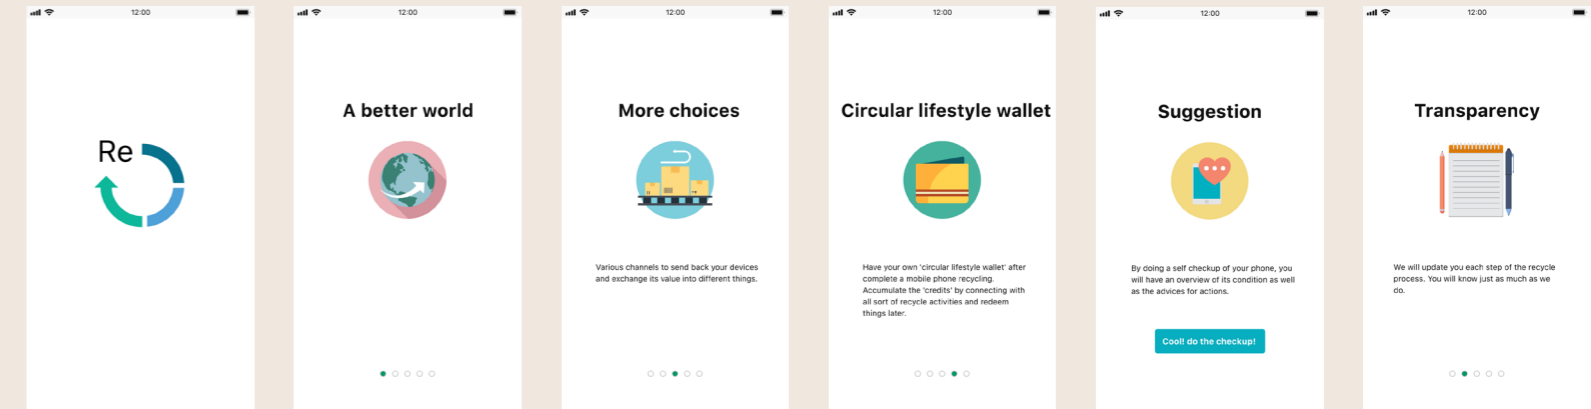 12:00
Re
12:00
A better world
12:00
More choices
Various channels to send back your devices
and exchange its value into different things.
12:00
Circular lifestyle wallet
Have your own 'circular lifestyle wallet' after
complete a mobile phone recycling.
Accumulate the 'credits' by connecting with
all sort of recycle activities and redeem
things later.
12:00
Suggestion
By doing a self checkup of your phone, you
will have an overview of its condition as well
as the advices for actions.
Cool! do the checkup!
12:00
Transparency
We will update you each step of the recycle
process. You will know just as much as we
do.